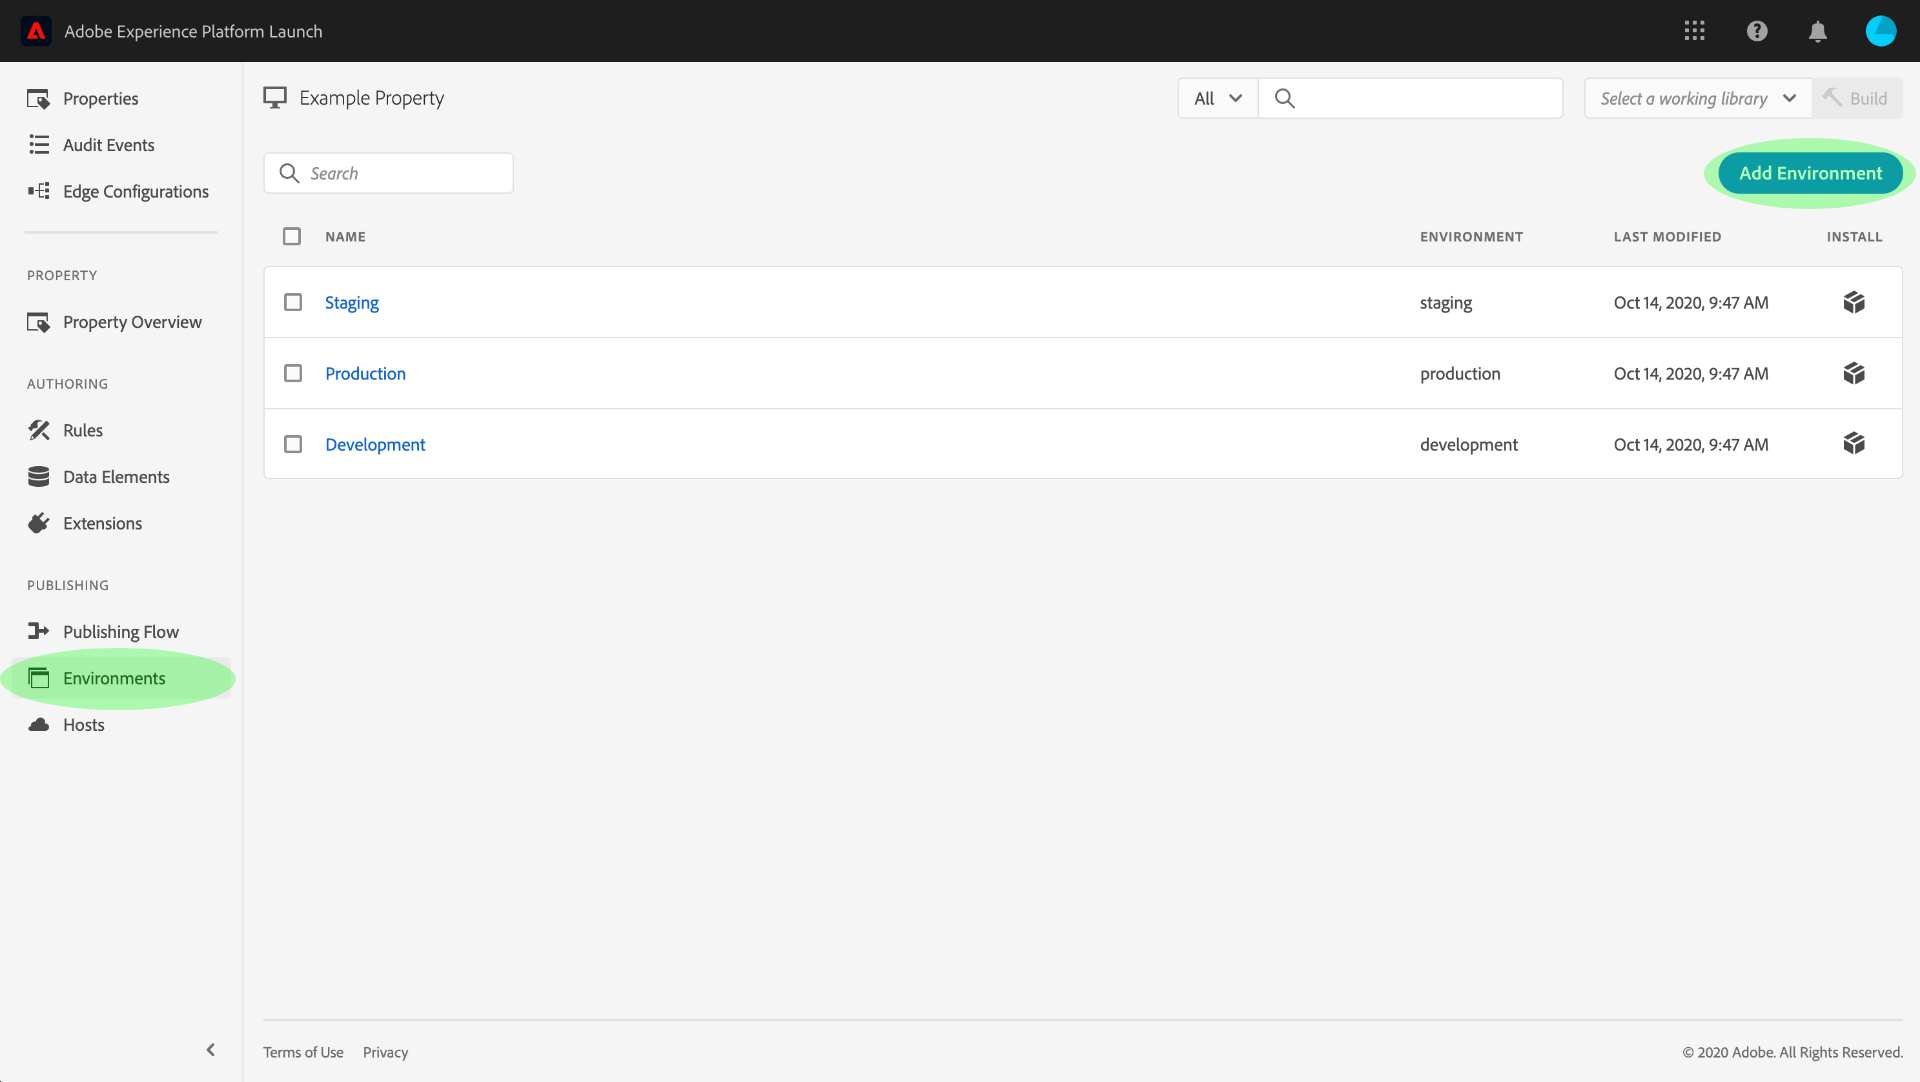 Adobe Experience Platform Launch
Properties
Audit Events
Edge Configurations
PROPERTY
Property Overview
AUTHORING
Rules
Data Elements
Extensions
PUBLISHING
Publishing Flow
Environments
Hosts
Example Property
All
Select a working library
Build
Search
Add Environment
NAME ENVIRONMENT LAST MODIFIED INSTALL
Staging staging Oct 14, 2020, 9:47 AM
Production production Oct 14, 2020, 9:47 AM
Development development Oct 14, 2020, 9:47 AM
Terms of Use Privacy © 2020 Adobe. All Rights Reserved.